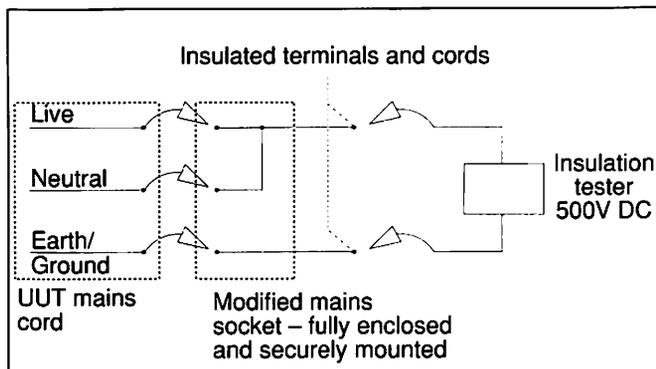 Insulated terminals and cords
Live
Neutral
Earth/
Ground
UUT mains
cord
Modified mains
socket – fully enclosed
and securely mounted
Insulation
tester
500V DC